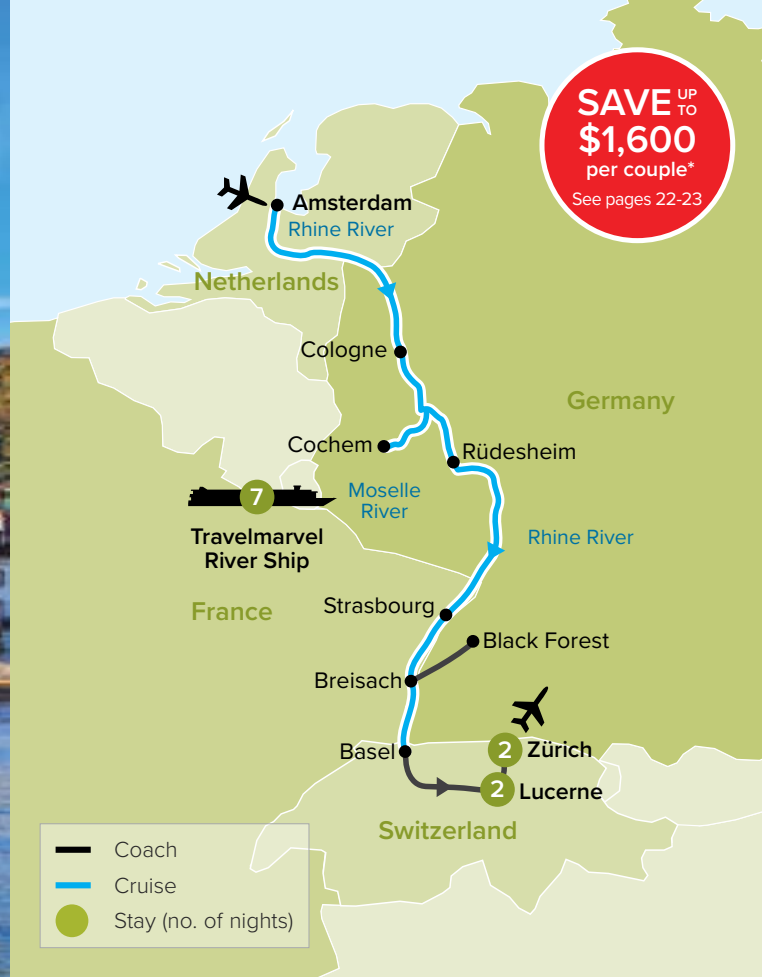 SAVE UP TO
$1,600
per couple*
See pages 22-23
Amsterdam
Rhine River
Netherlands
Cologne
Germany
Cochem
Rüdesheim
Moselle
River
7
Travelmarvel
River Ship
Rhine River
France
Strasbourg
Black Forest
Breisach
Basel
2 Zürich
2 Lucerne
Switzerland
Coach
Cruise
Stay (no. of nights)